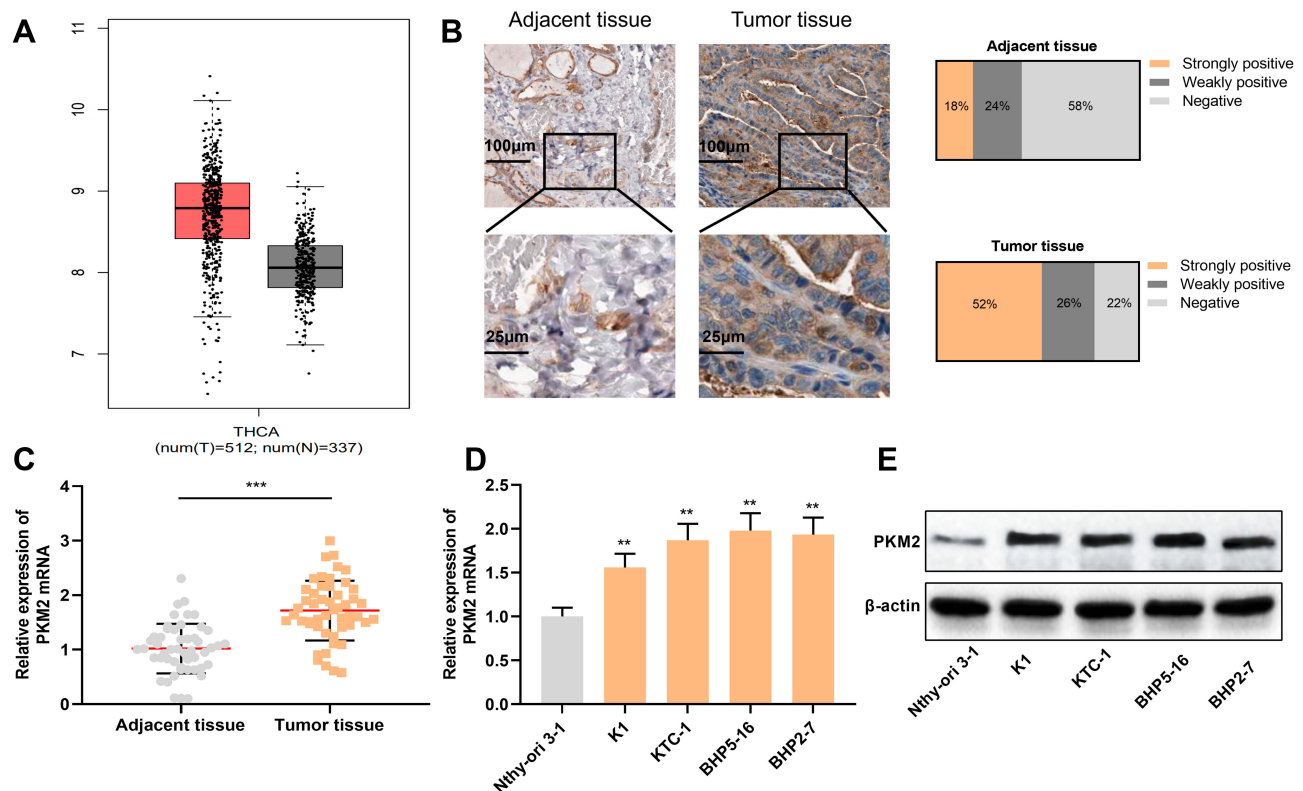 A
11
10
9
8
7
THCA
(num(T)=512; num(N)=337)
B
Adjacent tissue
Tumor tissue
100μm
100μm
25μm
25μm
Adjacent tissue
18%
24%
58%
Strongly positive
Weakly positive
Negative
Tumor tissue
52%
26%
22%
Strongly positive
Weakly positive
Negative
C
Relative expression of
PKM2 mRNA
4
3
2
1
0
***
Adjacent tissue
Tumor tissue
D
Relative expression of
PKM2 mRNA
2.5
2.0
1.5
1.0
0.5
0.0
**
**
**
**
Nthy-ori 3-1
K1
KTC-1
BHP5-16
BHP2-7
E
PKM2
β-actin
Nthy-ori 3-1
K1
KTC-1
BHP5-16
BHP2-7